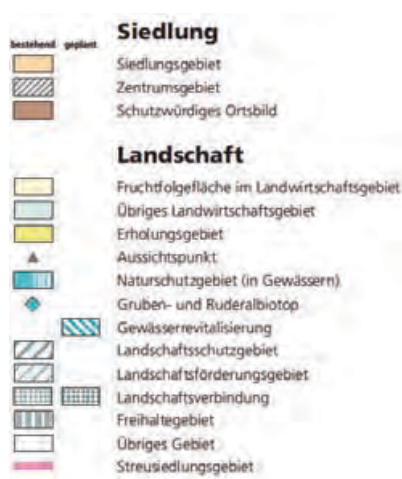 Siedlung
bestehend geplant
Siedlungsgebiet
Zentrumsgebiet
Schutzwürdiges Ortsbild
Landschaft
Fruchtfolgefläche im Landwirtschaftsgebiet
Übriges Landwirtschaftsgebiet
Erholungsgebiet
Aussichtspunkt
Naturschutzgebiet (in Gewässern)
Gruben- und Ruderalbiotop
Gewässerrevitalisierung
Landschaftsschutzgebiet
Landschaftsförderungsgebiet
Landschaftsverbindung
Freihaltegebiet
Übriges Gebiet
Streusiedlungsgebiet